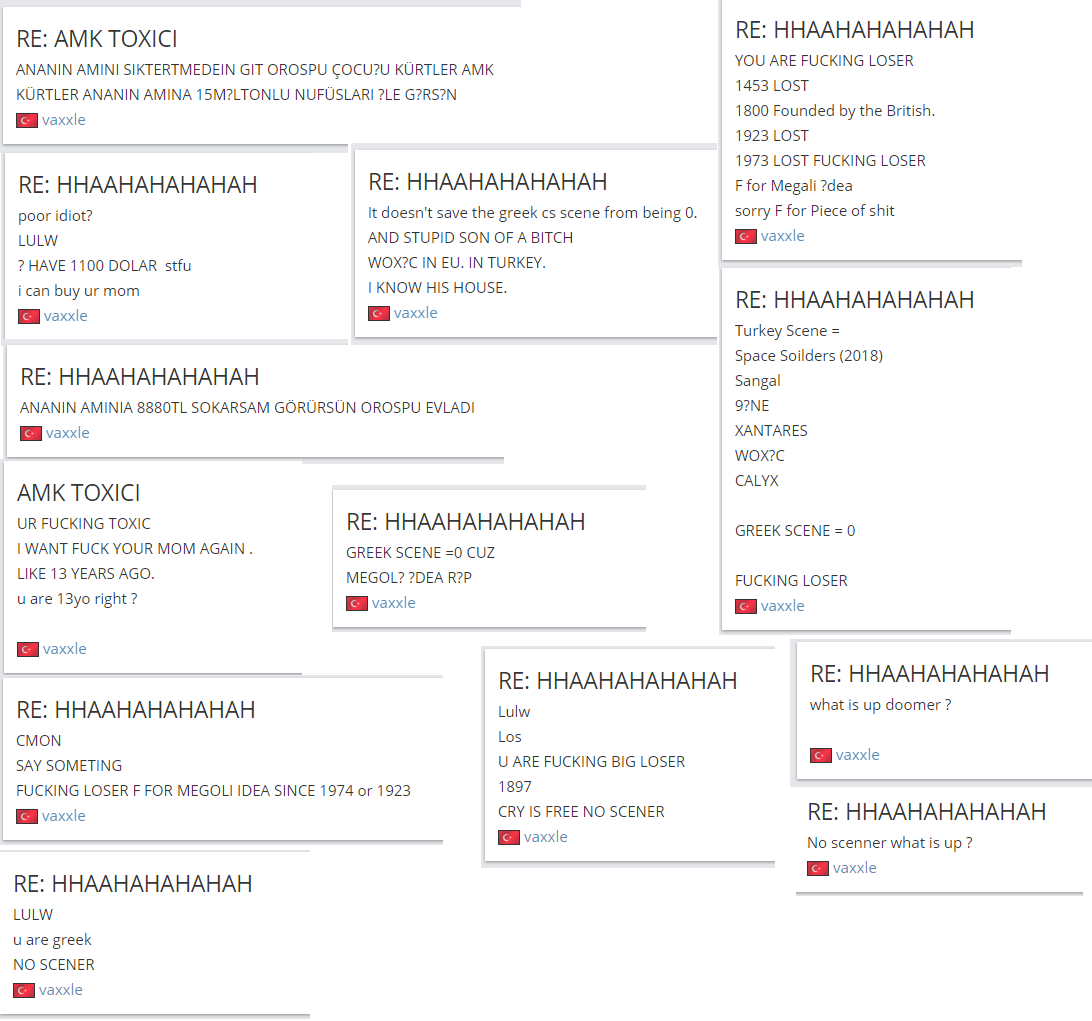 RE: AMK TOXICI
ANANIN AMINI SIKTERTMEDEIN GIT OROSPU ÇOCU?U KÜRTLER AMK
KÜRTLER ANANIN AMINA 15M?LTONLU NUFÜSLARI ?LE G?RS?N
vaxxle
RE: HHAAHAHAHAHAH
poor idiot?
LULW
? HAVE 1100 DOLAR stfu
i can buy ur mom
vaxxle
RE: HHAAHAHAHAHAH
It doesn't save the greek cs scene from being 0.
AND STUPID SON OF A BITCH
WOX?C IN EU. IN TURKEY.
I KNOW HIS HOUSE.
vaxxle
RE: HHAAHAHAHAHAH
ANANIN AMINIA 8880TL SOKARSAM GÖRÜRSÜN OROSPU EVLADI
vaxxle
AMK TOXICI
UR FUCKING TOXIC
I WANT FUCK YOUR MOM AGAIN .
LIKE 13 YEARS AGO.
u are 13yo right ?
vaxxle
RE: HHAAHAHAHAHAH
GREEK SCENE =0 CUZ
MEGOL? ?DEA R?P
vaxxle
RE: HHAAHAHAHAHAH
CMON
SAY SOMETING
FUCKING LOSER F FOR MEGOLI IDEA SINCE 1974 or 1923
vaxxle
RE: HHAAHAHAHAHAH
LULW
u are greek
NO SCENER
vaxxle
RE: HHAAHAHAHAHAH
YOU ARE FUCKING LOSER
1453 LOST
1800 Founded by the British.
1923 LOST
1973 LOST FUCKING LOSER
F for Megali ?dea
sorry F for Piece of shit
vaxxle
RE: HHAAHAHAHAHAH
Turkey Scene =
Space Soilders (2018)
Sangal
9?NE
XANTARES
WOX?C
CALYX
GREEK SCENE = 0
FUCKING LOSER
vaxxle
RE: HHAAHAHAHAHAH
Lulw
Los
U ARE FUCKING BIG LOSER
1897
CRY IS FREE NO SCENER
vaxxle
RE: HHAAHAHAHAHAH
what is up doomer ?
vaxxle
RE: HHAAHAHAHAHAH
No scenner what is up ?
vaxxle